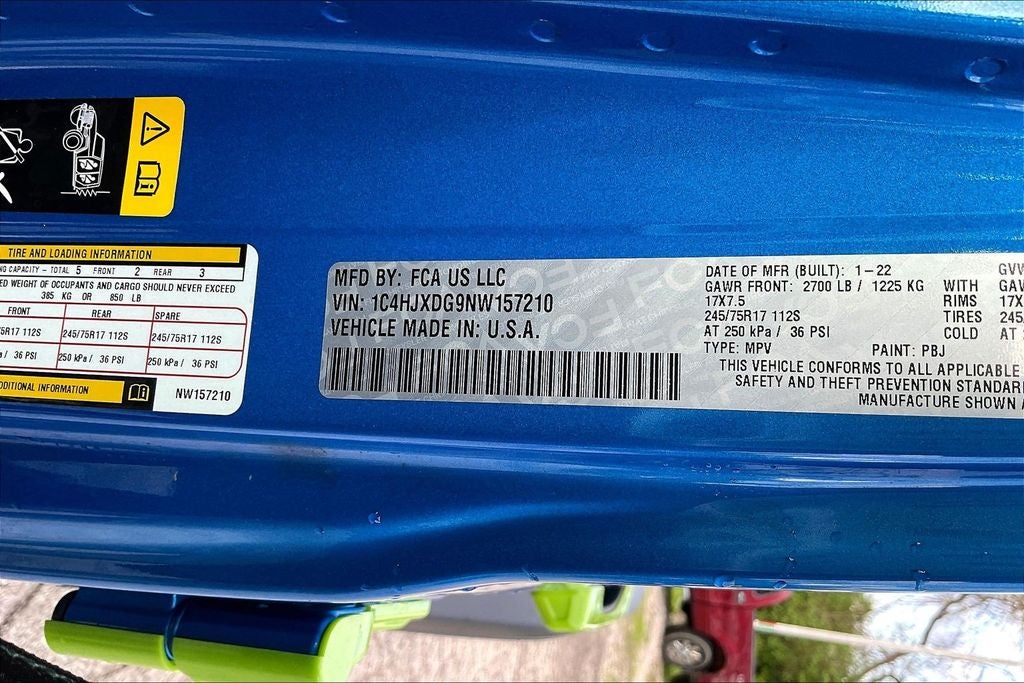 TIRE AND LOADING INFORMATION
CAPACITY - TOTAL 5 FRONT 2 REAR 3
WEIGHT OF OCCUPANTS AND CARGO SHOULD NEVER EXCEED
385 KG OR 850 LB
FRONT REAR SPARE
75R17 112S 245/75R17 112S 245/75R17 112S
kPa / 36 PSI 250 kPa / 36 PSI 250 kPa / 36 PSI
ADDITIONAL INFORMATION
NW157210
MFD BY: FCA US LLC
VIN: 1C4HJXDG9NW157210
VEHICLE MADE IN: U.S.A.
DATE OF MFR (BUILT): 1-22
GAWR FRONT: 2700 LB / 1225 KG WITH
17X7.5 RIMS
245/75R17 112S TIRES
AT 250 kPa / 36 PSI COLD
TYPE: MPV PAINT: PBJ
THIS VEHICLE CONFORMS TO ALL APPLICABLE
SAFETY AND THEFT PREVENTION
MANUFACTURE SHOWN